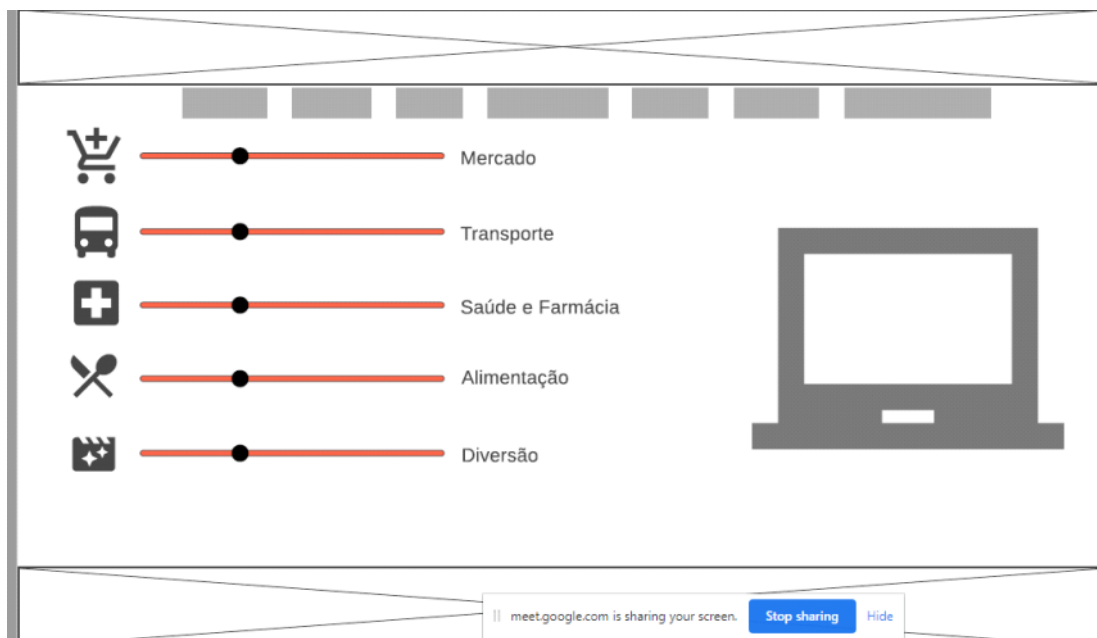 Mercado
Transporte
Saúde e Farmácia
Alimentação
Diversão
meet.google.com is sharing your screen. Stop sharing Hide